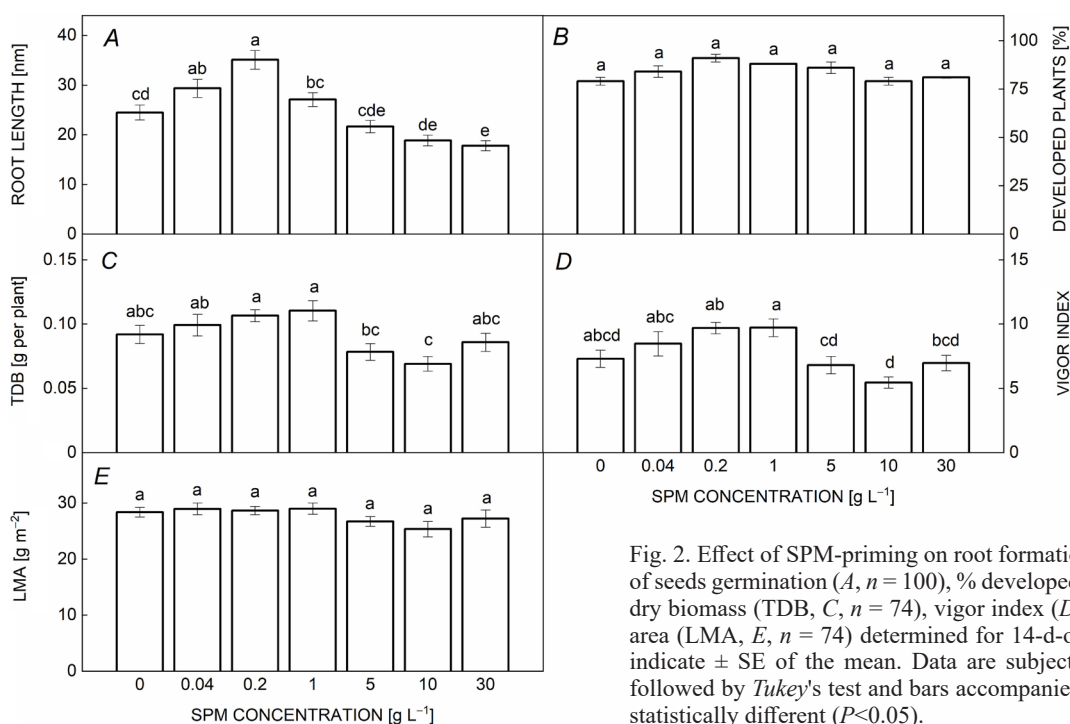 A
ROOT LENGTH [nm]
40
30
20
10
0
cd
ab
a
bc
cde
de
e
B
DEVELOPED PLANTS [%]
100
75
50
25
0
a
a
a
a
a
a
a
C
TDB [g per plant]
0.15
0.10
0.05
0
abc
ab
a
a
bc
c
abc
D
VIGOR INDEX
15
10
5
0
abcd
abc
ab
a
cd
d
bcd
0
0.04
0.2
1
5
10
30
SPM CONCENTRATION [g L⁻¹]
E
LMA [g m⁻²]
30
20
10
0
a
a
a
a
a
a
a
0
0.04
0.2
1
5
10
30
SPM CONCENTRATION [g L⁻¹]
Fig. 2. Effect of SPM-priming on root formatio
of seeds germination (A, n = 100), % developed
dry biomass (TDB, C, n = 74), vigor index (D
area (LMA, E, n = 74) determined for 14-d-o
indicate ± SE of the mean. Data are subject
followed by Tukey's test and bars accompanie
statistically different (P<0.05).